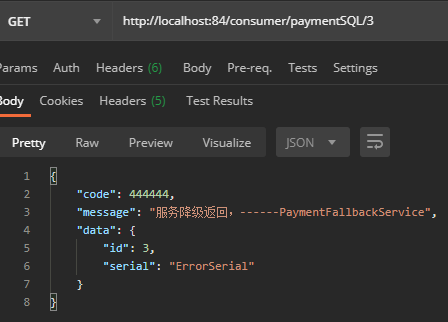 GET http://localhost:84/consumer/paymentSQL/3
Params Auth Headers (6) Body Pre-req. Tests Settings
Body Cookies Headers (5) Test Results
Pretty Raw Preview Visualize JSON
1 {
2 "code": 444444,
3 "message": "服务降级返回，------PaymentFallbackService",
4 "data": {
5 "id": 3,
6 "serial": "ErrorSerial"
7 }
8 }